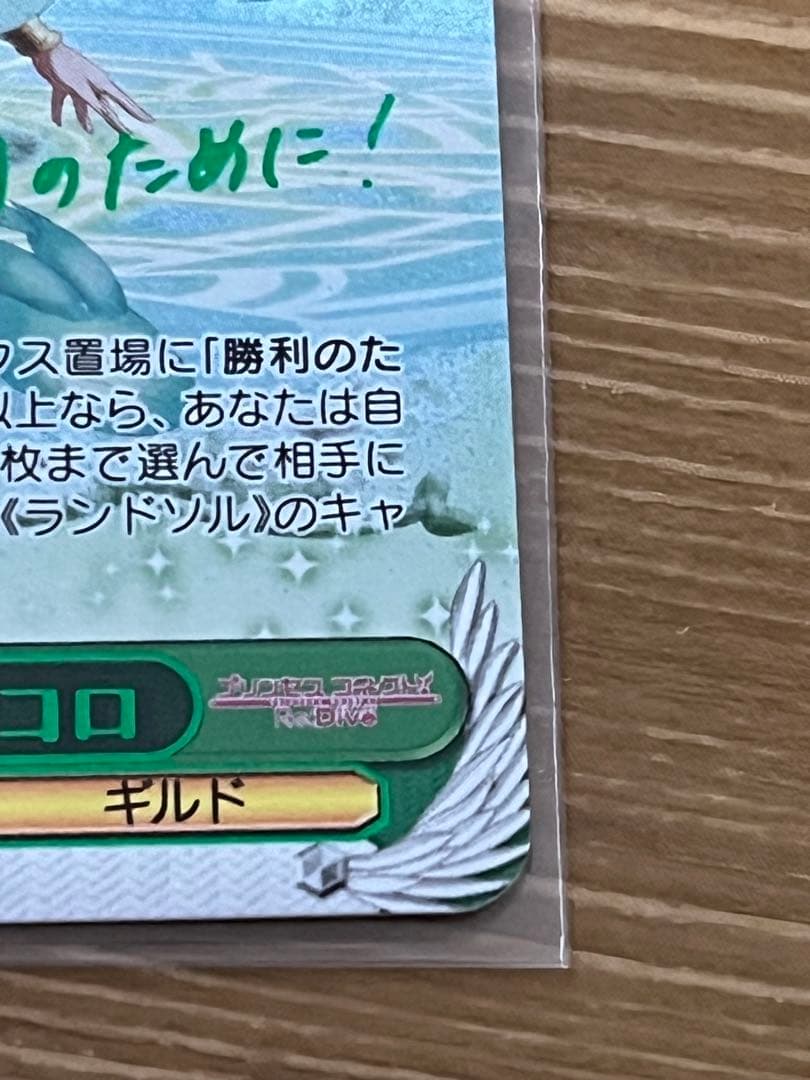 のために!
クス置場に「勝利のた
以上なら、あなたは自
枚まで選んで相手に
《ランドソル》のキャ
コロ
プリンセスコネクト!
Re:Dive
ギルド